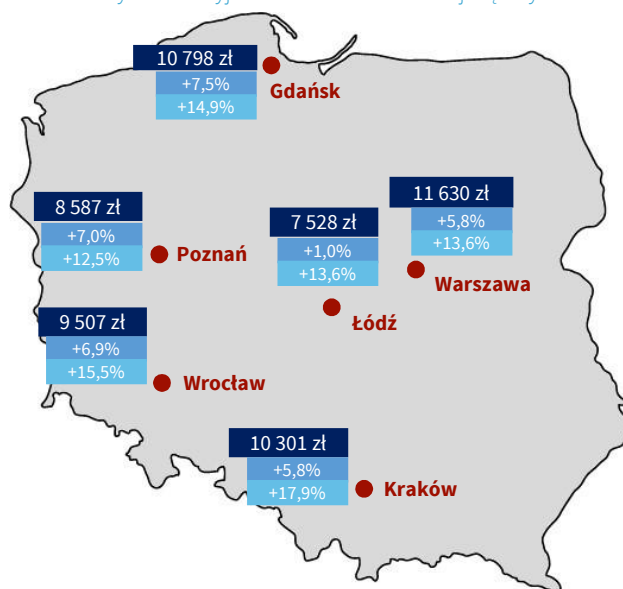 10 798 zł
+7,5%
+14,9%
Gdańsk
8 587 zł
+7,0%
+12,5%
Poznań
7 528 zł
+1,0%
+13,6%
Łódź
11 630 zł
+5,8%
+13,6%
Warszawa
9 507 zł
+6,9%
+15,5%
Wrocław
10 301 zł
+5,8%
+17,9%
Kraków